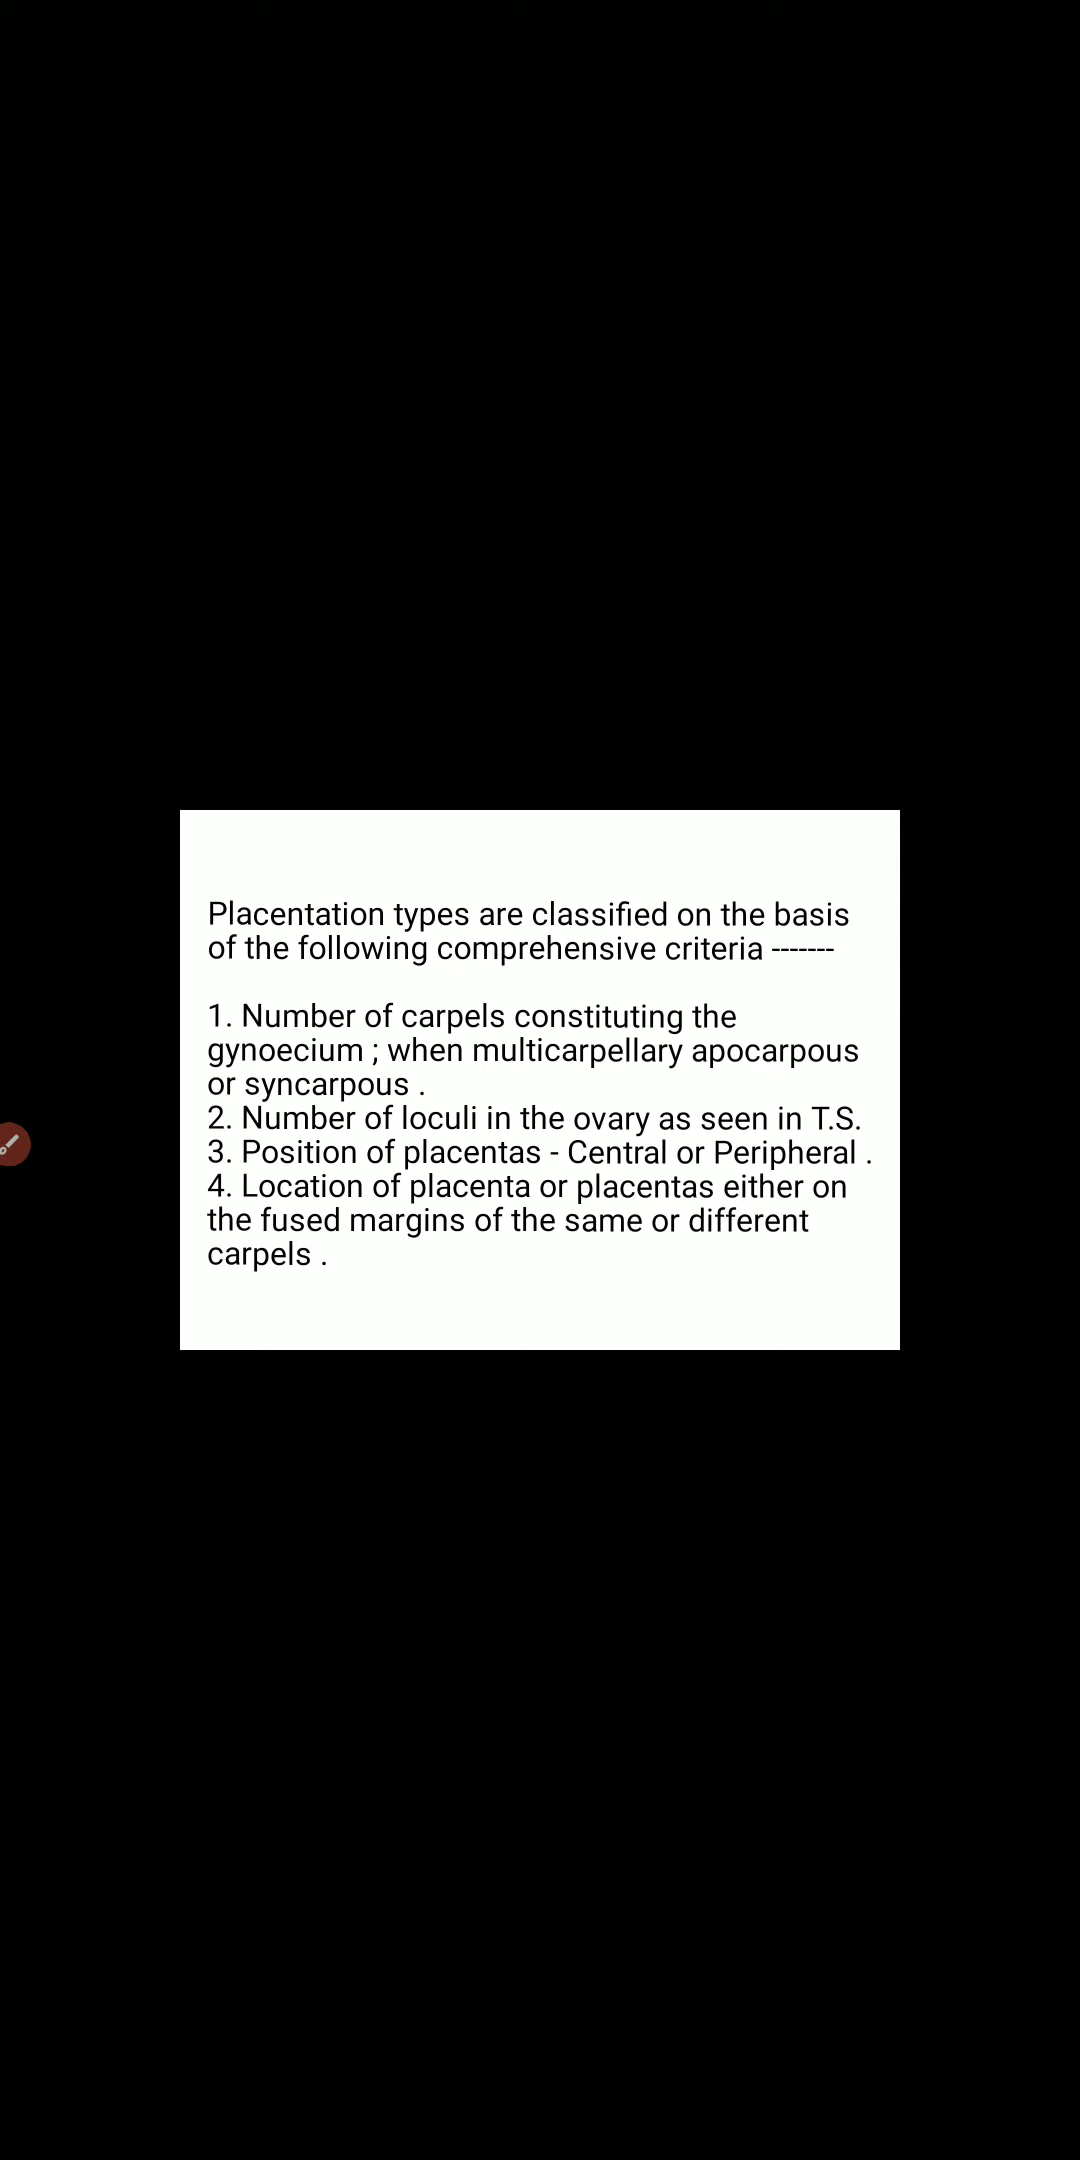 Placentation types are classified on the basis
of the following comprehensive criteria -------
1. Number of carpels constituting the
gynoecium ; when multicarpellary apocarpous
or syncarpous .
2. Number of loculi in the ovary as seen in T.S.
3. Position of placentas - Central or Peripheral .
4. Location of placenta or placentas either on
the fused margins of the same or different
carpels .